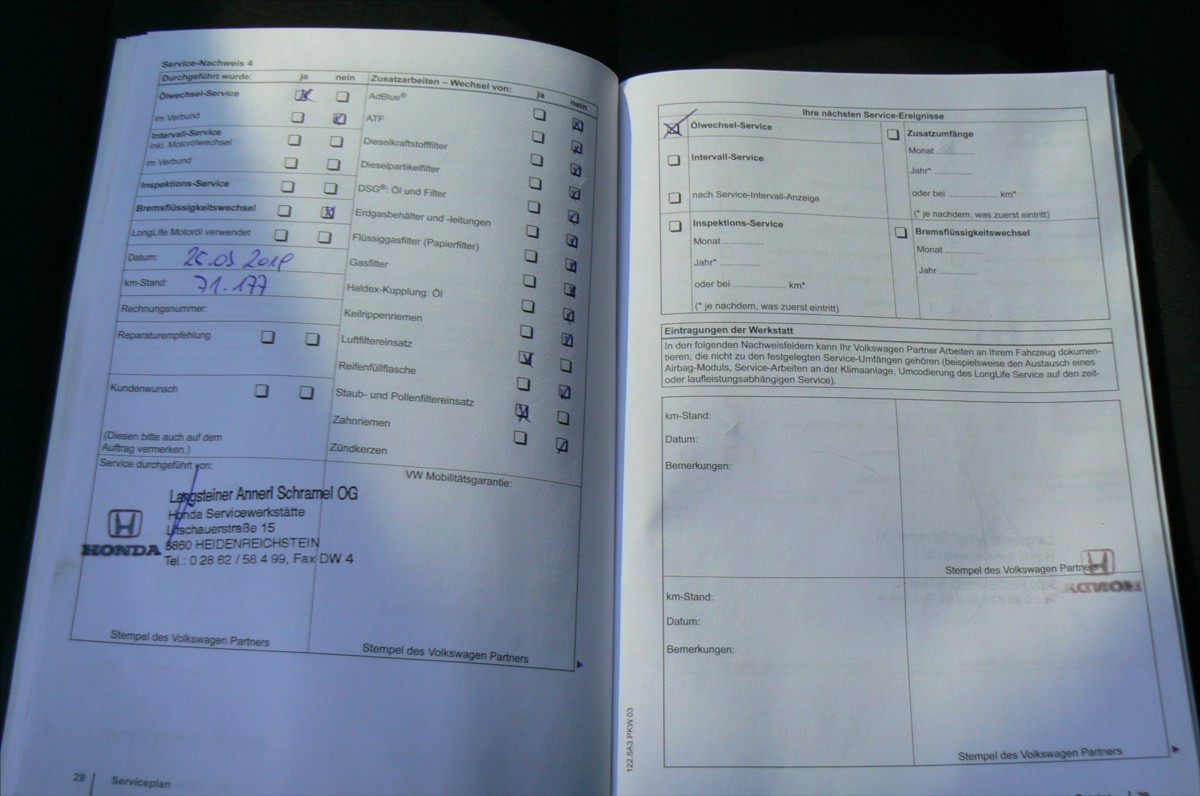 Service-Nachweis 4
Durchgeführt wurde: ja nein
Ölwechsel-Service
im Verbund
Intervall-Service
inkl. Motorölwechsel
im Verbund
Inspektions-Service
Bremsflüssigkeitswechsel
LongLife Motoröl verwendet
Datum:
km-Stand: 71.177
Rechnungsnummer:
Reparaturempfehlung
Kundenwunsch
(Diesen bitte auch auf dem
Auftrag vermerken.)
Service durchgeführt von:
Langsteiner Annerl Schramel OG
Honda Servicewerkstätte
Litschauerstraße 15
3860 HEIDENREICHSTEIN
Tel.: 0 28 62 / 58 4 99, Fax DW 4
HONDA
Stempel des Volkswagen Partners
Zusatzarbeiten – Wechsel von: ja nein
AdBlue®
ATF
Dieselkraftstofffilter
Dieselpartikelfilter
DSG®: Öl und Filter
Erdgasbehälter und -leitungen
Flüssiggasfilter (Papierfilter)
Gasfilter
Haldex-Kupplung: Öl
Keilrippenriemen
Luftfiltereinsatz
Reifenfüllflasche
Staub- und Pollenfiltereinsatz
Zahnriemen
Zündkerzen
VW Mobilitätsgarantie:
Stempel des Volkswagen Partners
28 Serviceplan
Ihre nächsten Service-Ereignisse
Ölwechsel-Service
Intervall-Service
nach Service-Intervall-Anzeige
Inspektions-Service
Monat ..............
Jahr* ..............
oder bei .................. km*
(* je nachdem, was zuerst eintritt)
Zusatzumfänge
Monat ..............
Jahr* ..............
oder bei .................. km*
(* je nachdem, was zuerst eintritt)
Bremsflüssigkeitswechsel
Monat ..............
Jahr ..............
Eintragungen der Werkstatt
In den folgenden Nachweisfeldern kann Ihr Volkswagen Partner Arbeiten an Ihrem Fahrzeug dokumen-
tieren, die nicht zu den festgelegten Service-Umfängen gehören (beispielsweise den Austausch eines
Airbag-Moduls, Service-Arbeiten an der Klimaanlage, Umcodierung des LongLife Service auf den zeit-
oder laufleistungsabhängigen Service).
km-Stand:
Datum:
Bemerkungen:
Stempel des Volkswagen Partners
km-Stand:
Datum:
Bemerkungen:
Stempel des Volkswagen Partners
122.5A3.PKW.03